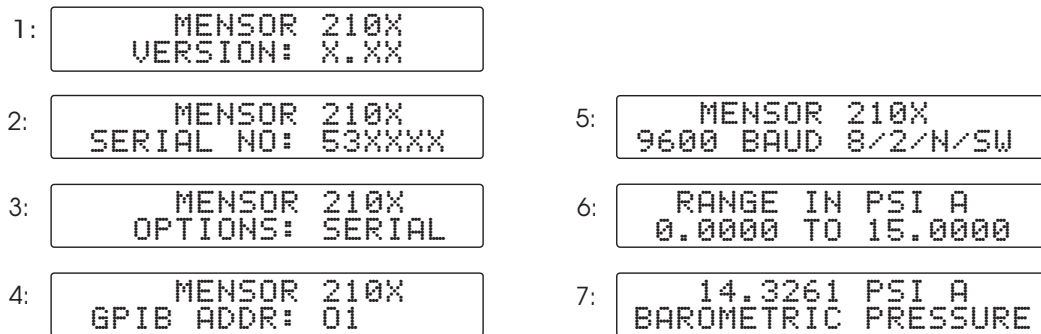 1:
MENSOR 210X
VERSION: X.XX
2:
MENSOR 210X
SERIAL NO: 53XXXX
3:
MENSOR 210X
OPTIONS: SERIAL
4:
MENSOR 210X
GPIB ADDR: 01
5:
MENSOR 210X
9600 BAUD 8/2/N/SW
6:
RANGE IN PSI A
0.0000 TO 15.0000
7:
14.3261 PSI A
BAROMETRIC PRESSURE